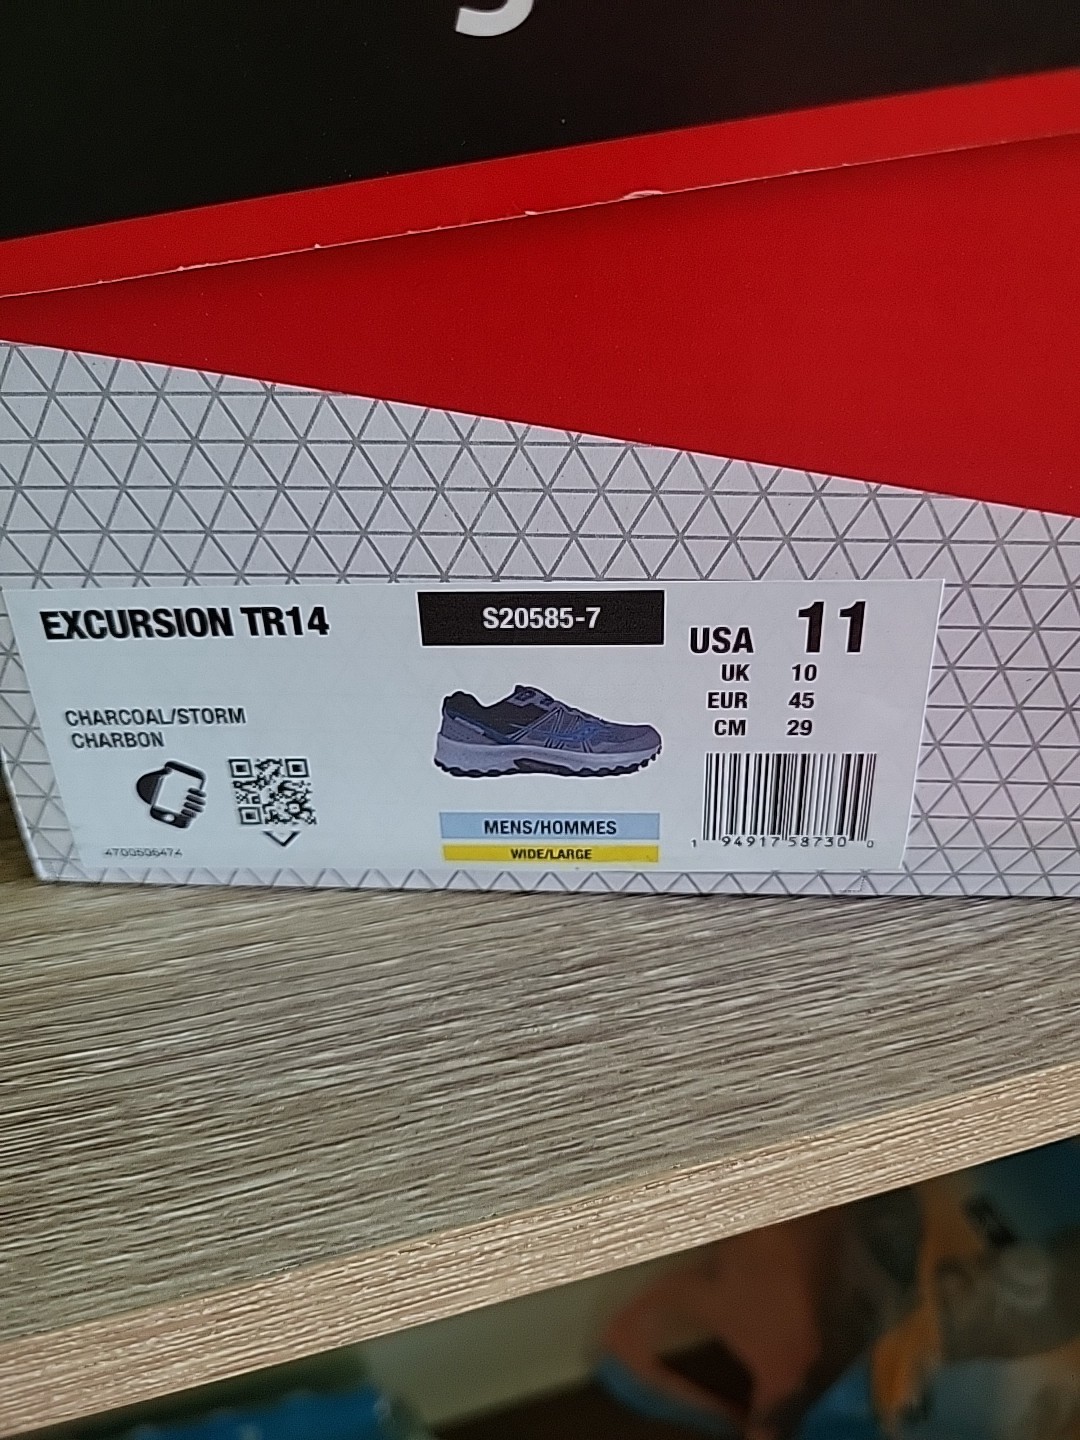 EXCURSION TR14
S20585-7
USA 11
UK 10
EUR 45
CM 29
CHARCOAL/STORM
CHARBON
MENS/HOMMES
WIDE/LARGE
4700506474
1 94917 58730 0